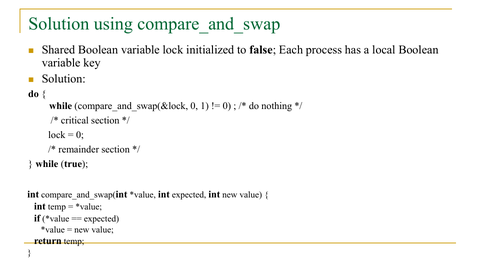 Solution using compare_and_swap
Shared Boolean variable lock initialized to false; Each process has a local Boolean
variable key
Solution:
do {
while (compare_and_swap(&lock, 0, 1) != 0) ; /* do nothing */
/* critical section */
lock = 0;
/* remainder section */
} while (true);
int compare_and_swap(int *value, int expected, int new value) {
int temp = *value;
if (*value == expected)
*value = new value;
return temp;
}